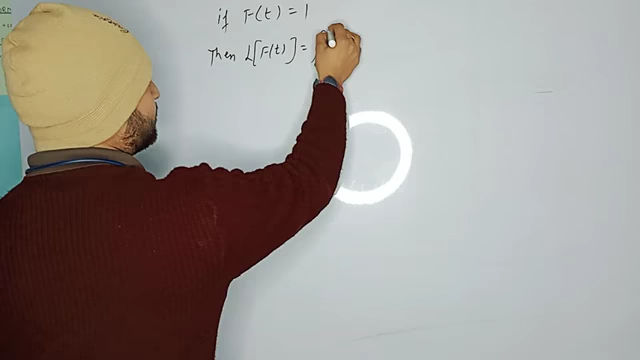 if F(t) = 1
Then L[F(t)] =